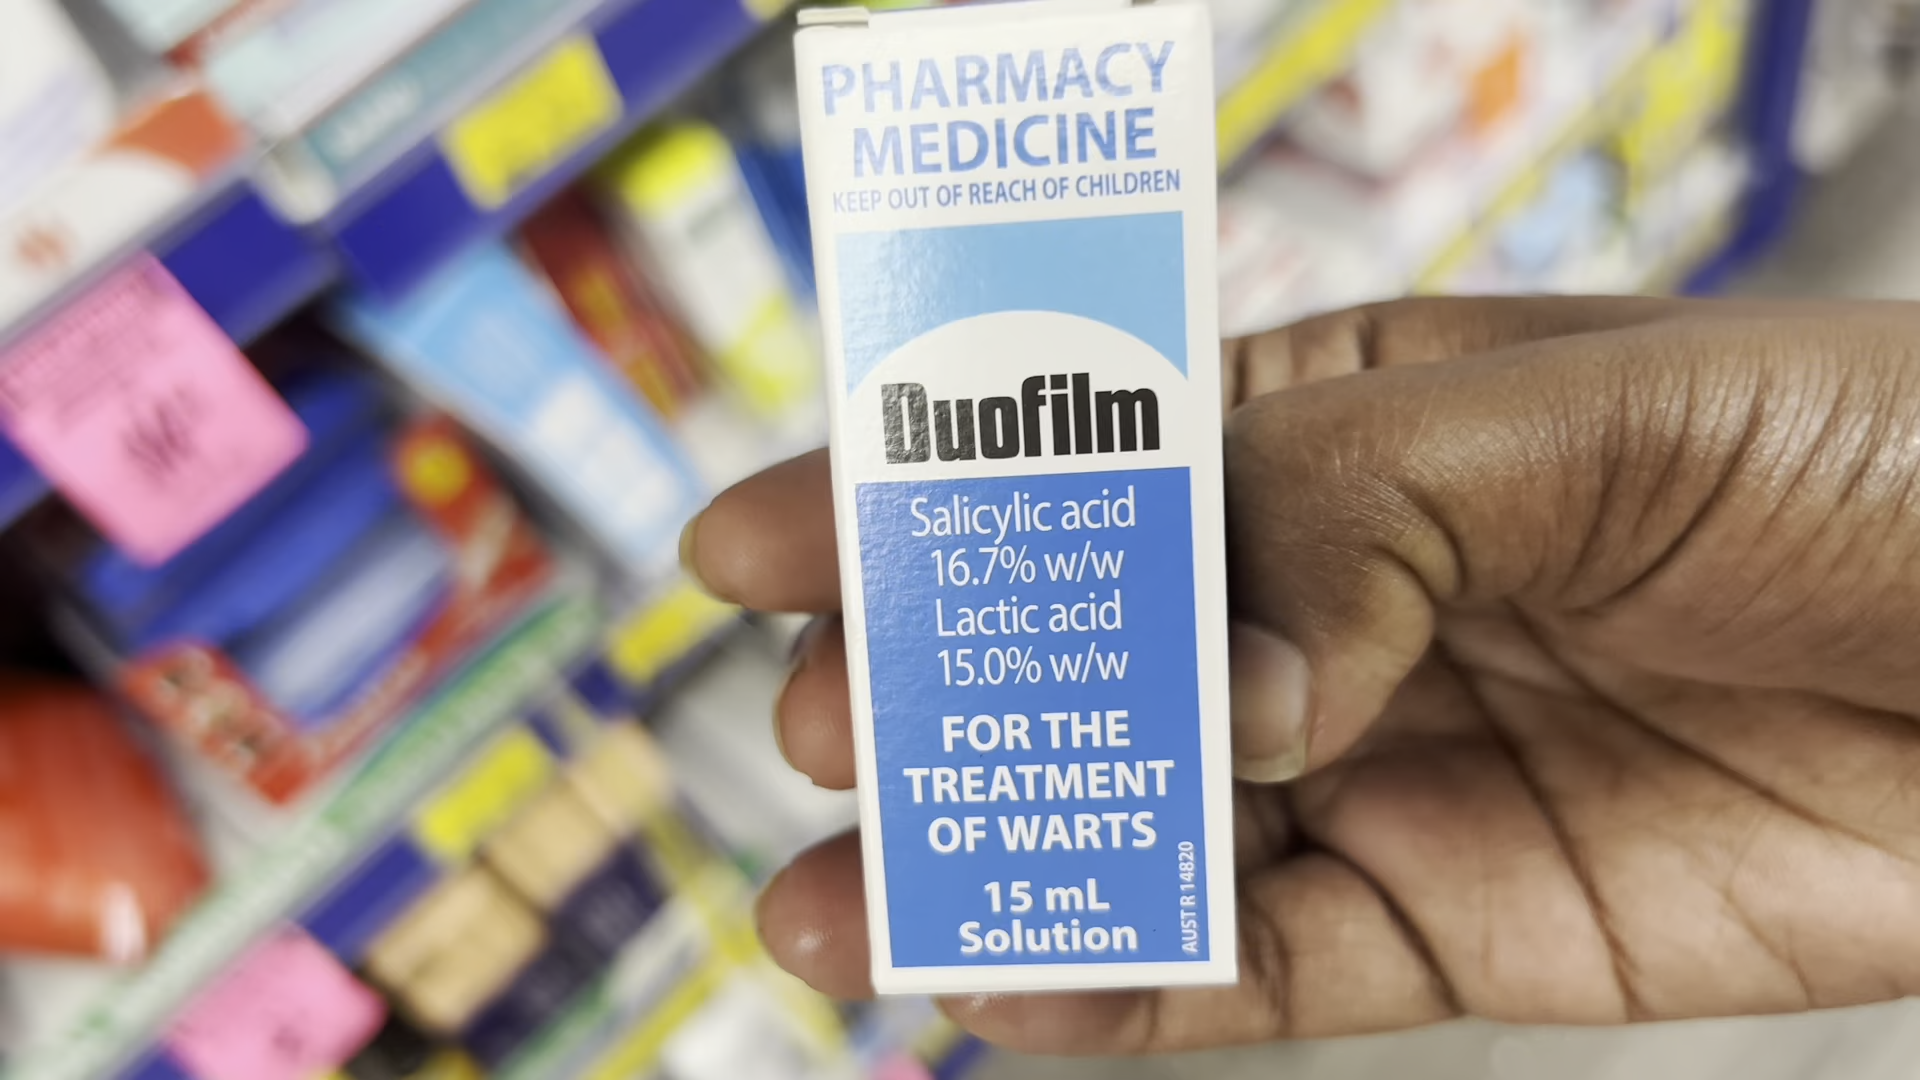 PHARMACY
MEDICINE
KEEP OUT OF REACH OF CHILDREN
Duofilm
Salicylic acid
16.7% w/w
Lactic acid
15.0% w/w
FOR THE
TREATMENT
OF WARTS
15 mL
Solution
AUST R 14820